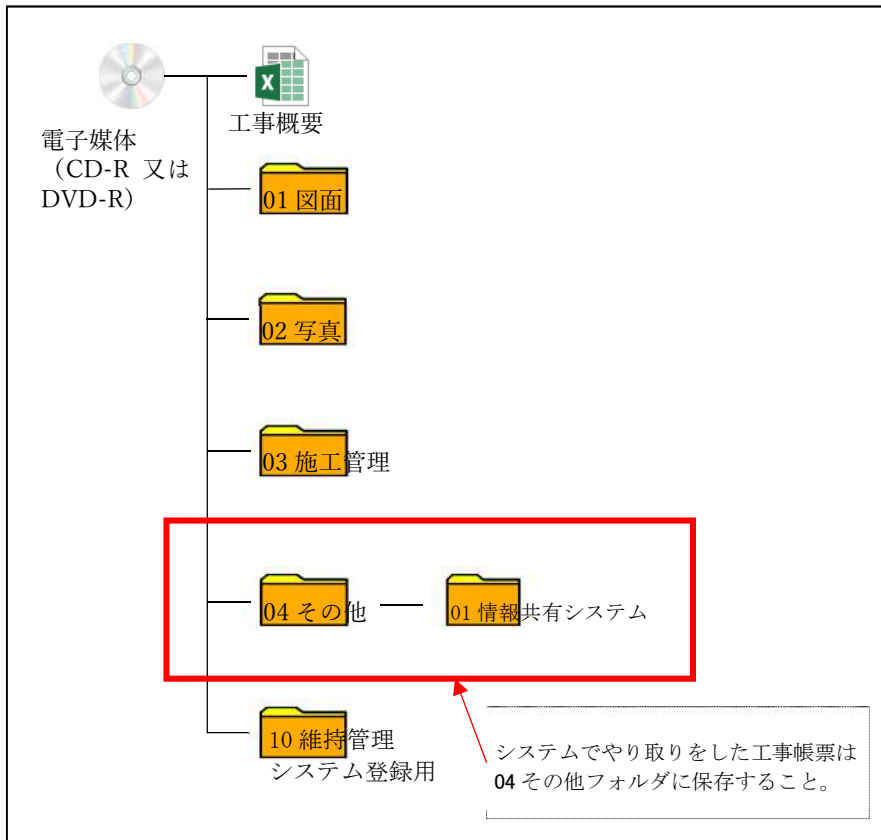 工事概要
電子媒体
（CD-R 又は
DVD-R）
01 図面
02 写真
03 施工管理
04 その他
01 情報共有システム
10 維持管理
システム登録用
システムでやり取りをした工事帳票は
04 その他フォルダに保存すること。